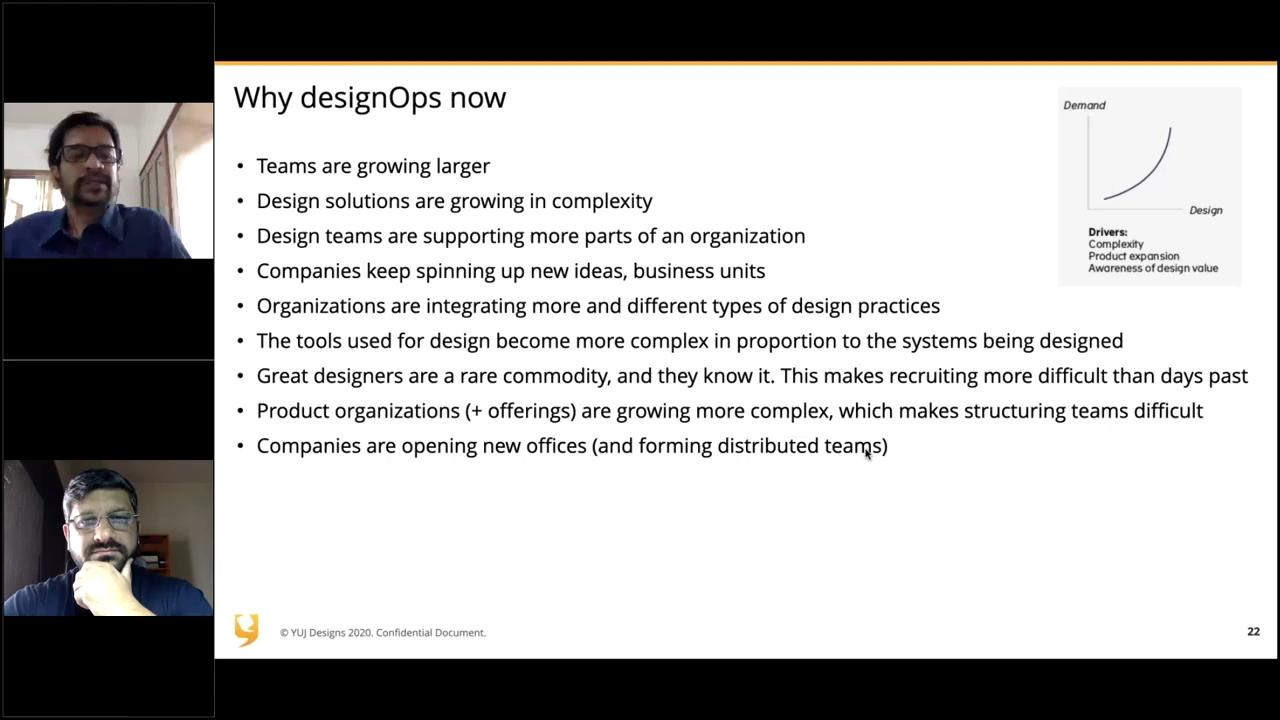 Why designOps now
Demand
Design
Drivers:
Complexity
Product expansion
Awareness of design value
• Teams are growing larger
• Design solutions are growing in complexity
• Design teams are supporting more parts of an organization
• Companies keep spinning up new ideas, business units
• Organizations are integrating more and different types of design practices
• The tools used for design become more complex in proportion to the systems being designed
• Great designers are a rare commodity, and they know it. This makes recruiting more difficult than days past
• Product organizations (+ offerings) are growing more complex, which makes structuring teams difficult
• Companies are opening new offices (and forming distributed teams)
© YUJ Designs 2020. Confidential Document.
22